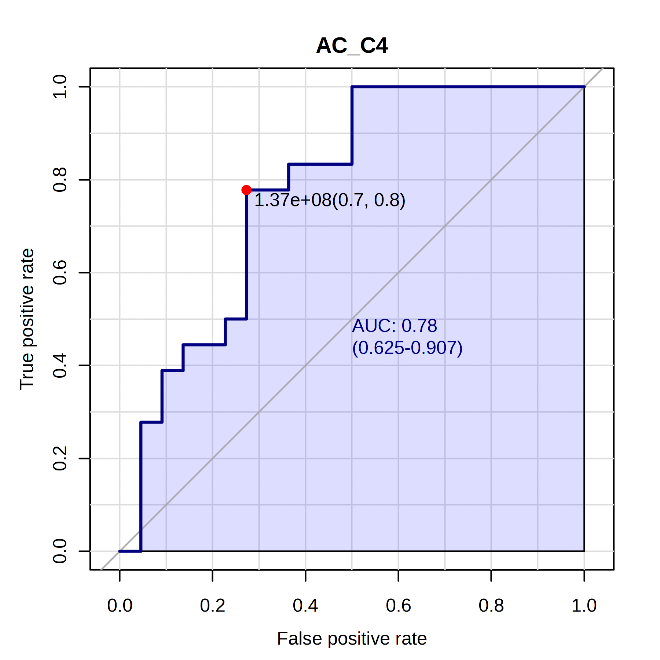 AC_C4
1.0
0.8
0.6
0.4
0.2
0.0
True positive rate
1.37e+08(0.7, 0.8)
AUC: 0.78
(0.625-0.907)
0.0 0.2 0.4 0.6 0.8 1.0
False positive rate